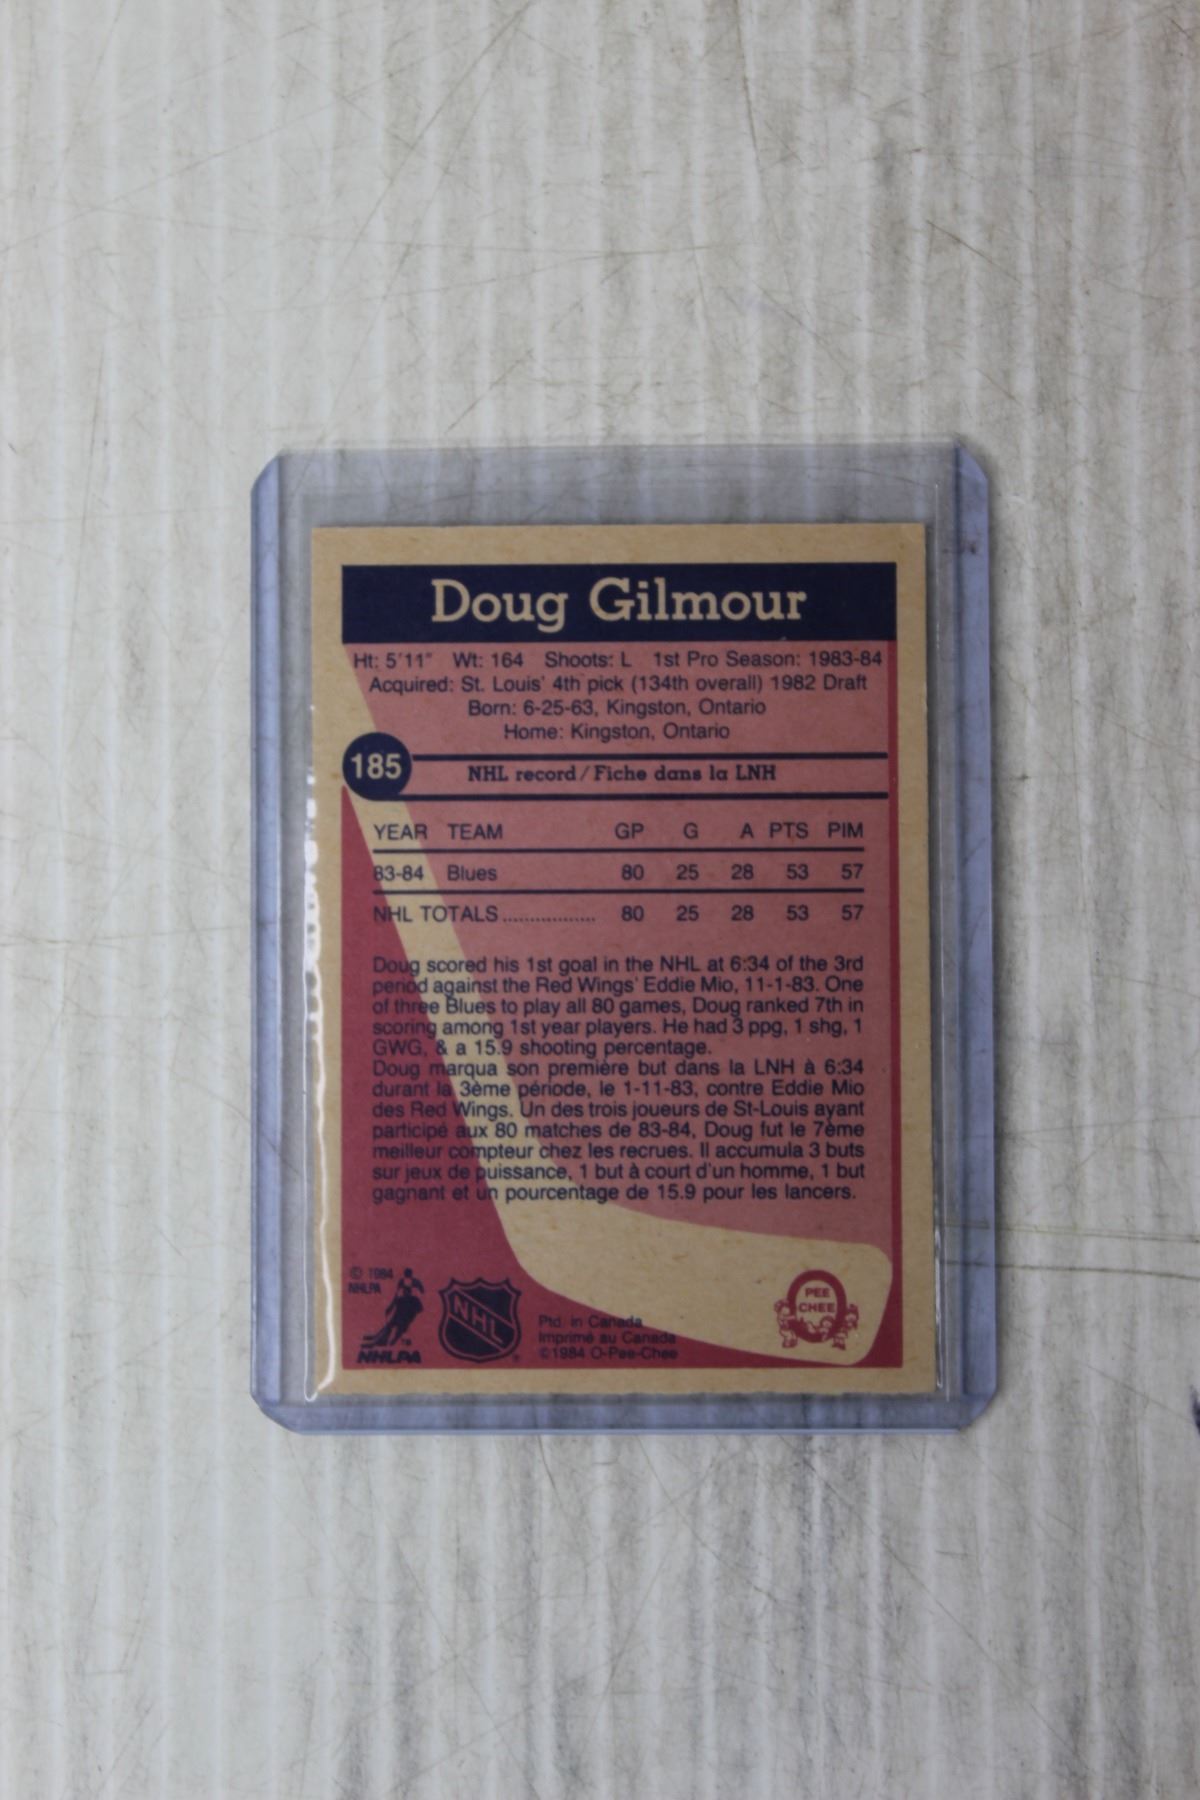 Doug Gilmour
Ht: 5'11" Wt: 164 Shoots: L 1st Pro Season: 1983-84
Acquired: St. Louis' 4th pick (134th overall) 1982 Draft
Born: 6-25-63, Kingston, Ontario
Home: Kingston, Ontario
185
NHL record/Fiche dans la LNH
YEAR TEAM GP G A PTS PIM
83-84 Blues 80 25 28 53 57
NHL TOTALS................. 80 25 28 53 57
Doug scored his 1st goal in the NHL at 6:34 of the 3rd
period against the Red Wings' Eddie Mio, 11-1-83. One
of three Blues to play all 80 games, Doug ranked 7th in
scoring among 1st year players. He had 3 ppg, 1 shg, 1
GWG, & a 15.9 shooting percentage.
Doug marqua son première but dans la LNH à 6:34
durant la 3ème période, le 1-11-83, contre Eddie Mio
des Red Wings. Un des trois joueurs de St-Louis ayant
participé aux 80 matches de 83-84, Doug fut le 7ème
meilleur compteur chez les recrues. Il accumula 3 buts
sur jeux de puissance, 1 but à court d'un homme, 1 but
gagnant et un pourcentage de 15.9 pour les lancers.
© 1984
NHLPA
NHLPA
NHL
Ptd. in Canada
Imprimé au Canada
©1984 O-Pee-Chee
PEE
CHEE